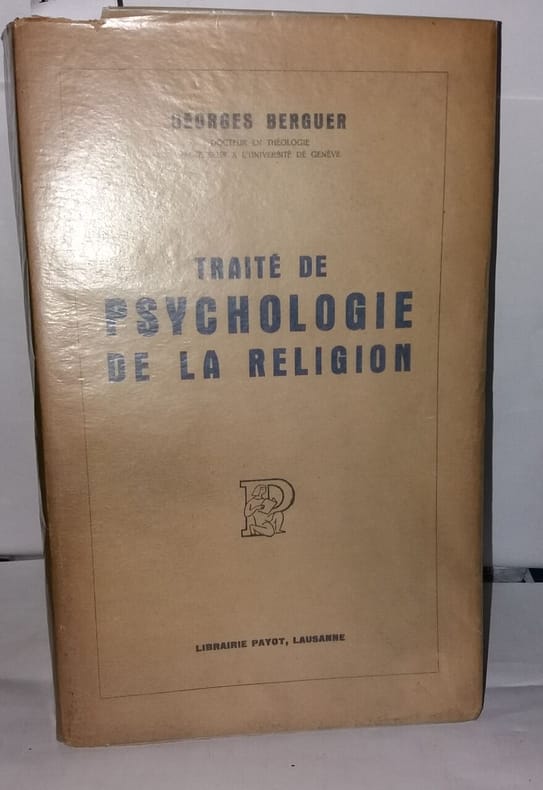 GEORGES BERGUER
DOCTEUR EN THÉOLOGIE
A L'UNIVERSITÉ DE GENÈVE
TRAITÉ DE
PSYCHOLOGIE
DE LA RELIGION
P
LIBRAIRIE PAYOT, LAUSANNE